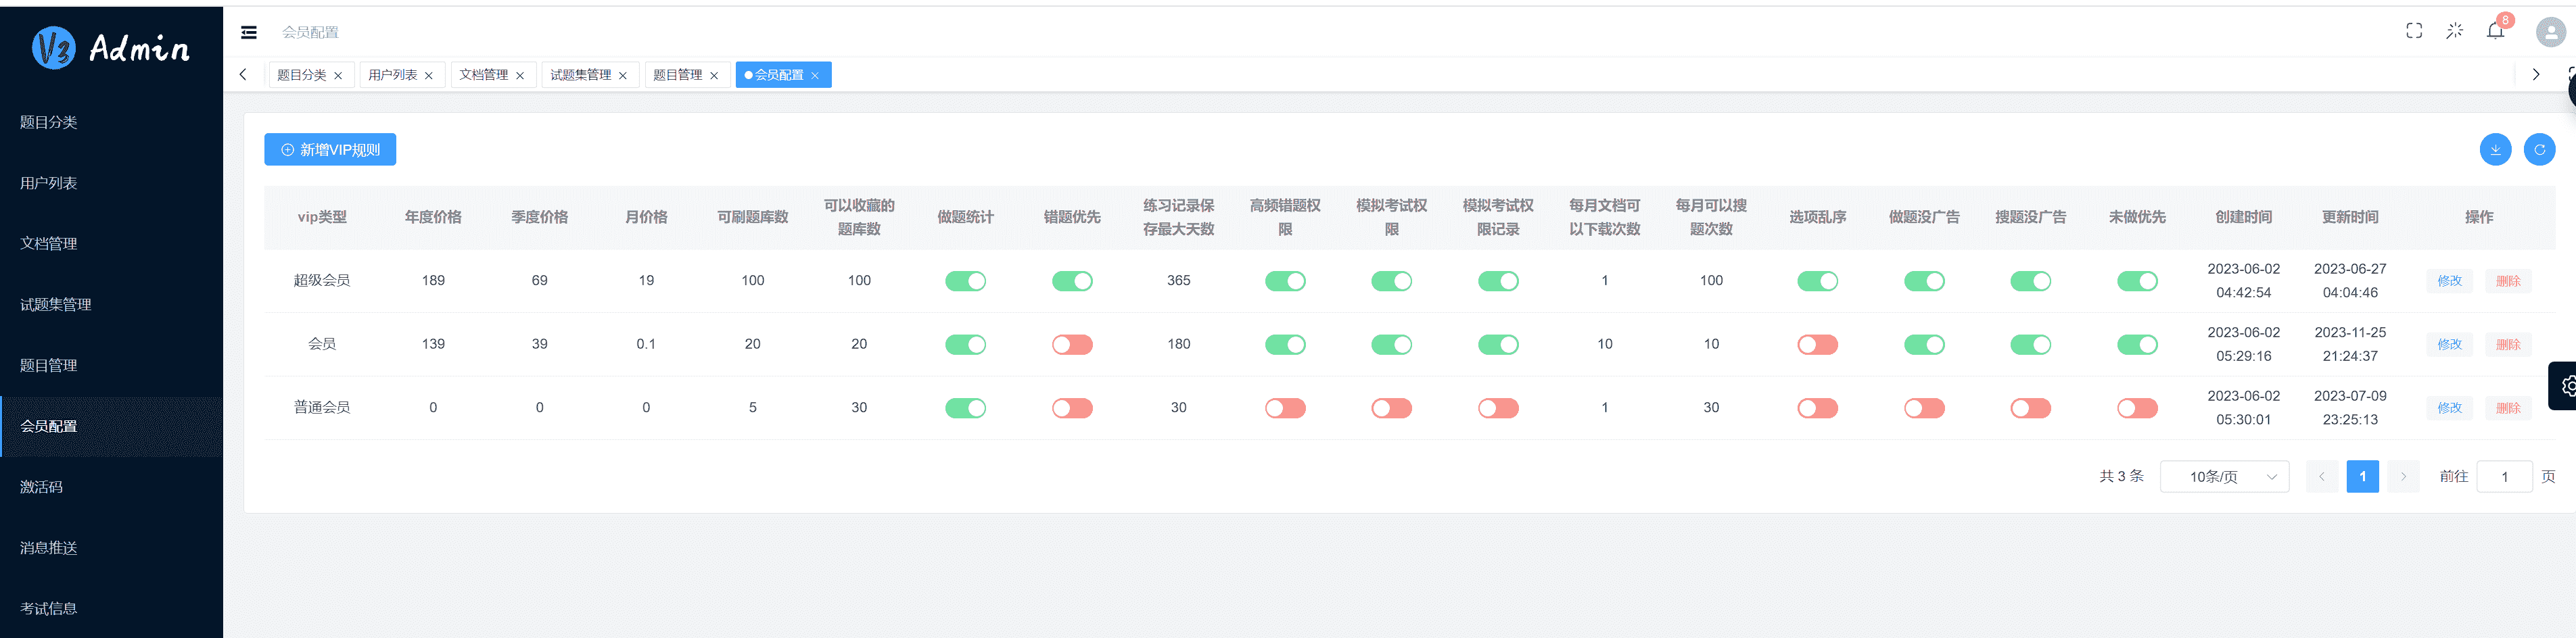 V3 Admin
会员配置
8
题目分类
用户列表
文档管理
试题集管理
题目管理
会员配置
题目分类
用户列表
文档管理
试题集管理
题目管理
会员配置
激活码
消息推送
考试信息
新增VIP规则
vip类型 年度价格 季度价格 月价格 可刷题库数 可以收藏的题库数 做题统计 错题优先 练习记录保存最大天数 高频错题权限 模拟考试权限 模拟考试权限记录 每月文档可以下载次数 每月可以搜题次数 选项乱序 做题没广告 搜题没广告 未做优先 创建时间 更新时间 操作
超级会员 189 69 19 100 100 365 1 100 2023-06-02 04:42:54 2023-06-27 04:04:46 修改 删除
会员 139 39 0.1 20 20 180 10 10 2023-06-02 05:29:16 2023-11-25 21:24:37 修改 删除
普通会员 0 0 0 5 30 30 1 30 2023-06-02 05:30:01 2023-07-09 23:25:13 修改 删除
共 3 条 10条/页 1 前往 1 页